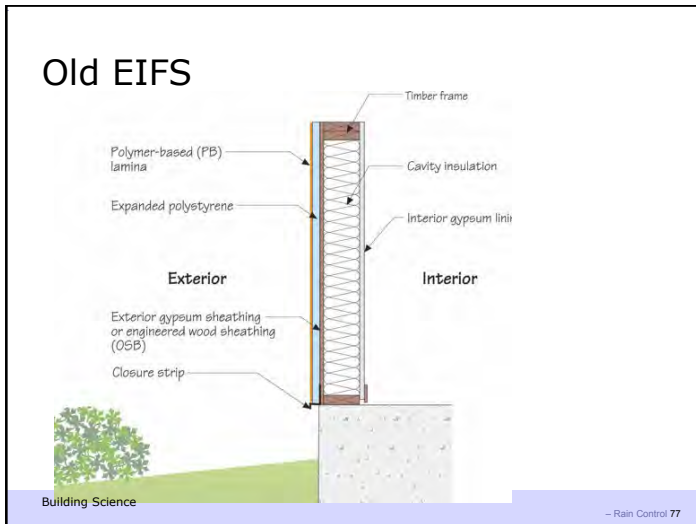 Old EIFS
Timber frame
Polymer-based (PB)
lamina
Cavity insulation
Expanded polystyrene
Interior gypsum lini
Exterior
Interior
Exterior gypsum sheathing
or engineered wood sheathing
(OSB)
Closure strip
Building Science
– Rain Control 77